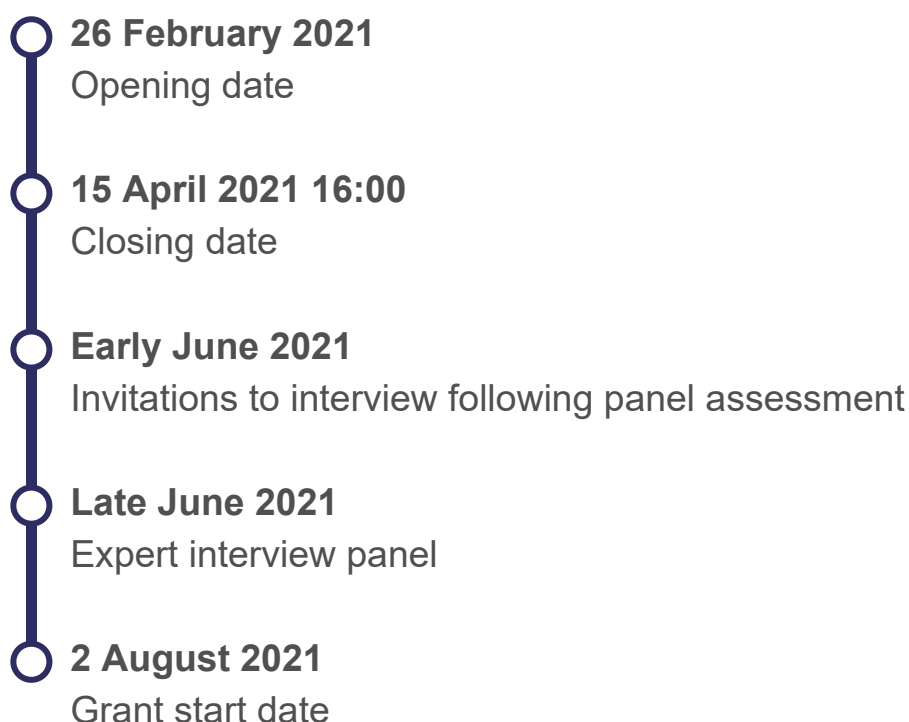 26 February 2021
Opening date
15 April 2021 16:00
Closing date
Early June 2021
Invitations to interview following panel assessment
Late June 2021
Expert interview panel
2 August 2021
Grant start date